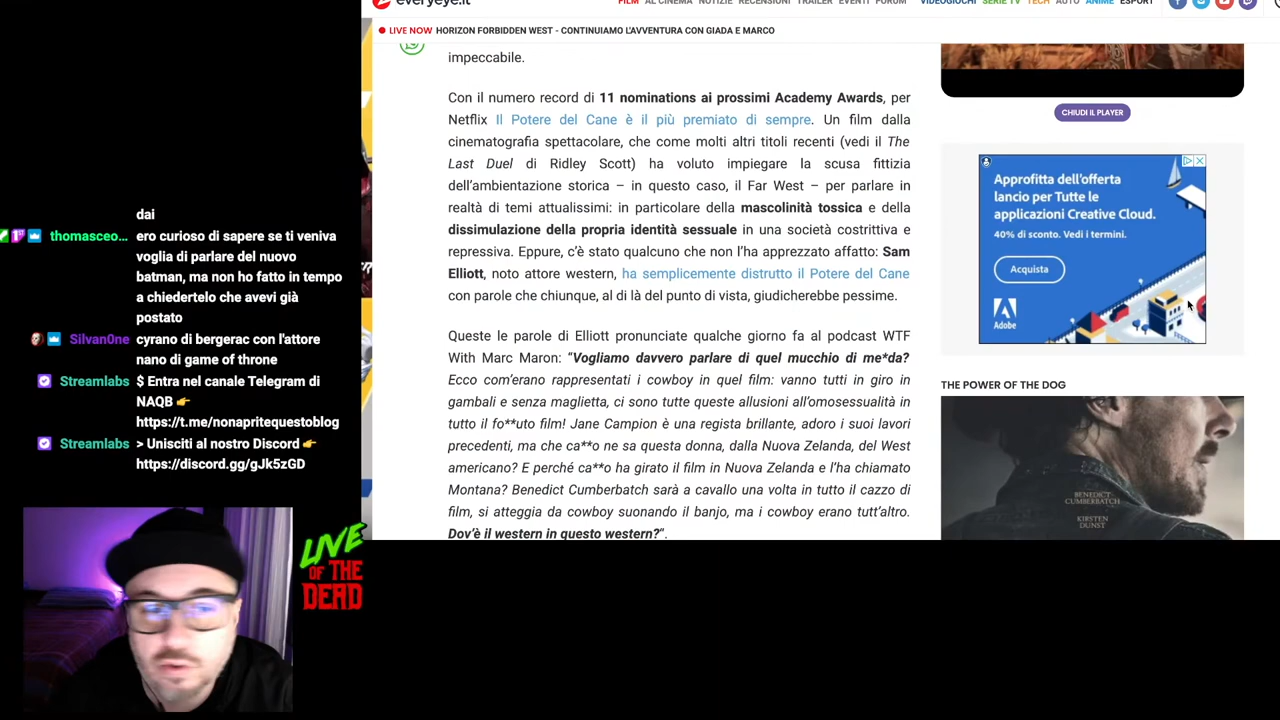 everyeye.it
FILM AL CINEMA NOTIZIE RECENSIONI TRAILER EVENTI FORUM VIDEOGIOCHI SERIE TV TECH AUTO ANIME ESPORT
LIVE NOW HORIZON FORBIDDEN WEST - CONTINUIAMO L'AVVENTURA CON GIADA E MARCO
impeccabile.
Con il numero record di 11 nominations ai prossimi Academy Awards, per
Netflix Il Potere del Cane è il più premiato di sempre. Un film dalla
cinematografia spettacolare, che come molti altri titoli recenti (vedi il The
Last Duel di Ridley Scott) ha voluto impiegare la scusa fittizia
dell'ambientazione storica – in questo caso, il Far West – per parlare in
realtà di temi attualissimi: in particolare della mascolinità tossica e della
dissimulazione della propria identità sessuale in una società costrittiva e
repressiva. Eppure, c'è stato qualcuno che non l'ha apprezzato affatto: Sam
Elliott, noto attore western, ha semplicemente distrutto il Potere del Cane
con parole che chiunque, al di là del punto di vista, giudicherebbe pessime.
Queste le parole di Elliott pronunciate qualche giorno fa al podcast WTF
With Marc Maron: “Vogliamo davvero parlare di quel mucchio di me*da?
Ecco com'erano rappresentati i cowboy in quel film: vanno tutti in giro in
gambali e senza maglietta, ci sono tutte queste allusioni all'omosessualità in
tutto il fo**uto film! Jane Campion è una regista brillante, adoro i suoi lavori
precedenti, ma che ca**o ne sa questa donna, dalla Nuova Zelanda, del West
americano? E perché ca**o ha girato il film in Nuova Zelanda e l'ha chiamato
Montana? Benedict Cumberbatch sarà a cavallo una volta in tutto il cazzo di
film, si atteggia da cowboy suonando il banjo, ma i cowboy erano tutt'altro.
Dov'è il western in questo western?”.
CHIUDI IL PLAYER
Approfitta dell'offerta
lancio per Tutte le
applicazioni Creative Cloud.
40% di sconto. Vedi i termini.
Acquista
Adobe
THE POWER OF THE DOG
BENEDICT
CUMBERBATCH
KIRSTEN
DUNST
dai
thomasceo... ero curioso di sapere se ti veniva
voglia di parlare del nuovo
batman, ma non ho fatto in tempo
a chiedertelo che avevi già
postato
Silvan0ne cyrano di bergerac con l'attore
nano di game of throne
Streamlabs $ Entra nel canale Telegram di
NAQB 👉
https://t.me/nonapritequestoblog
Streamlabs > Unisciti al nostro Discord 👉
https://discord.gg/gJk5zGD
LIVE
OF THE
DEAD